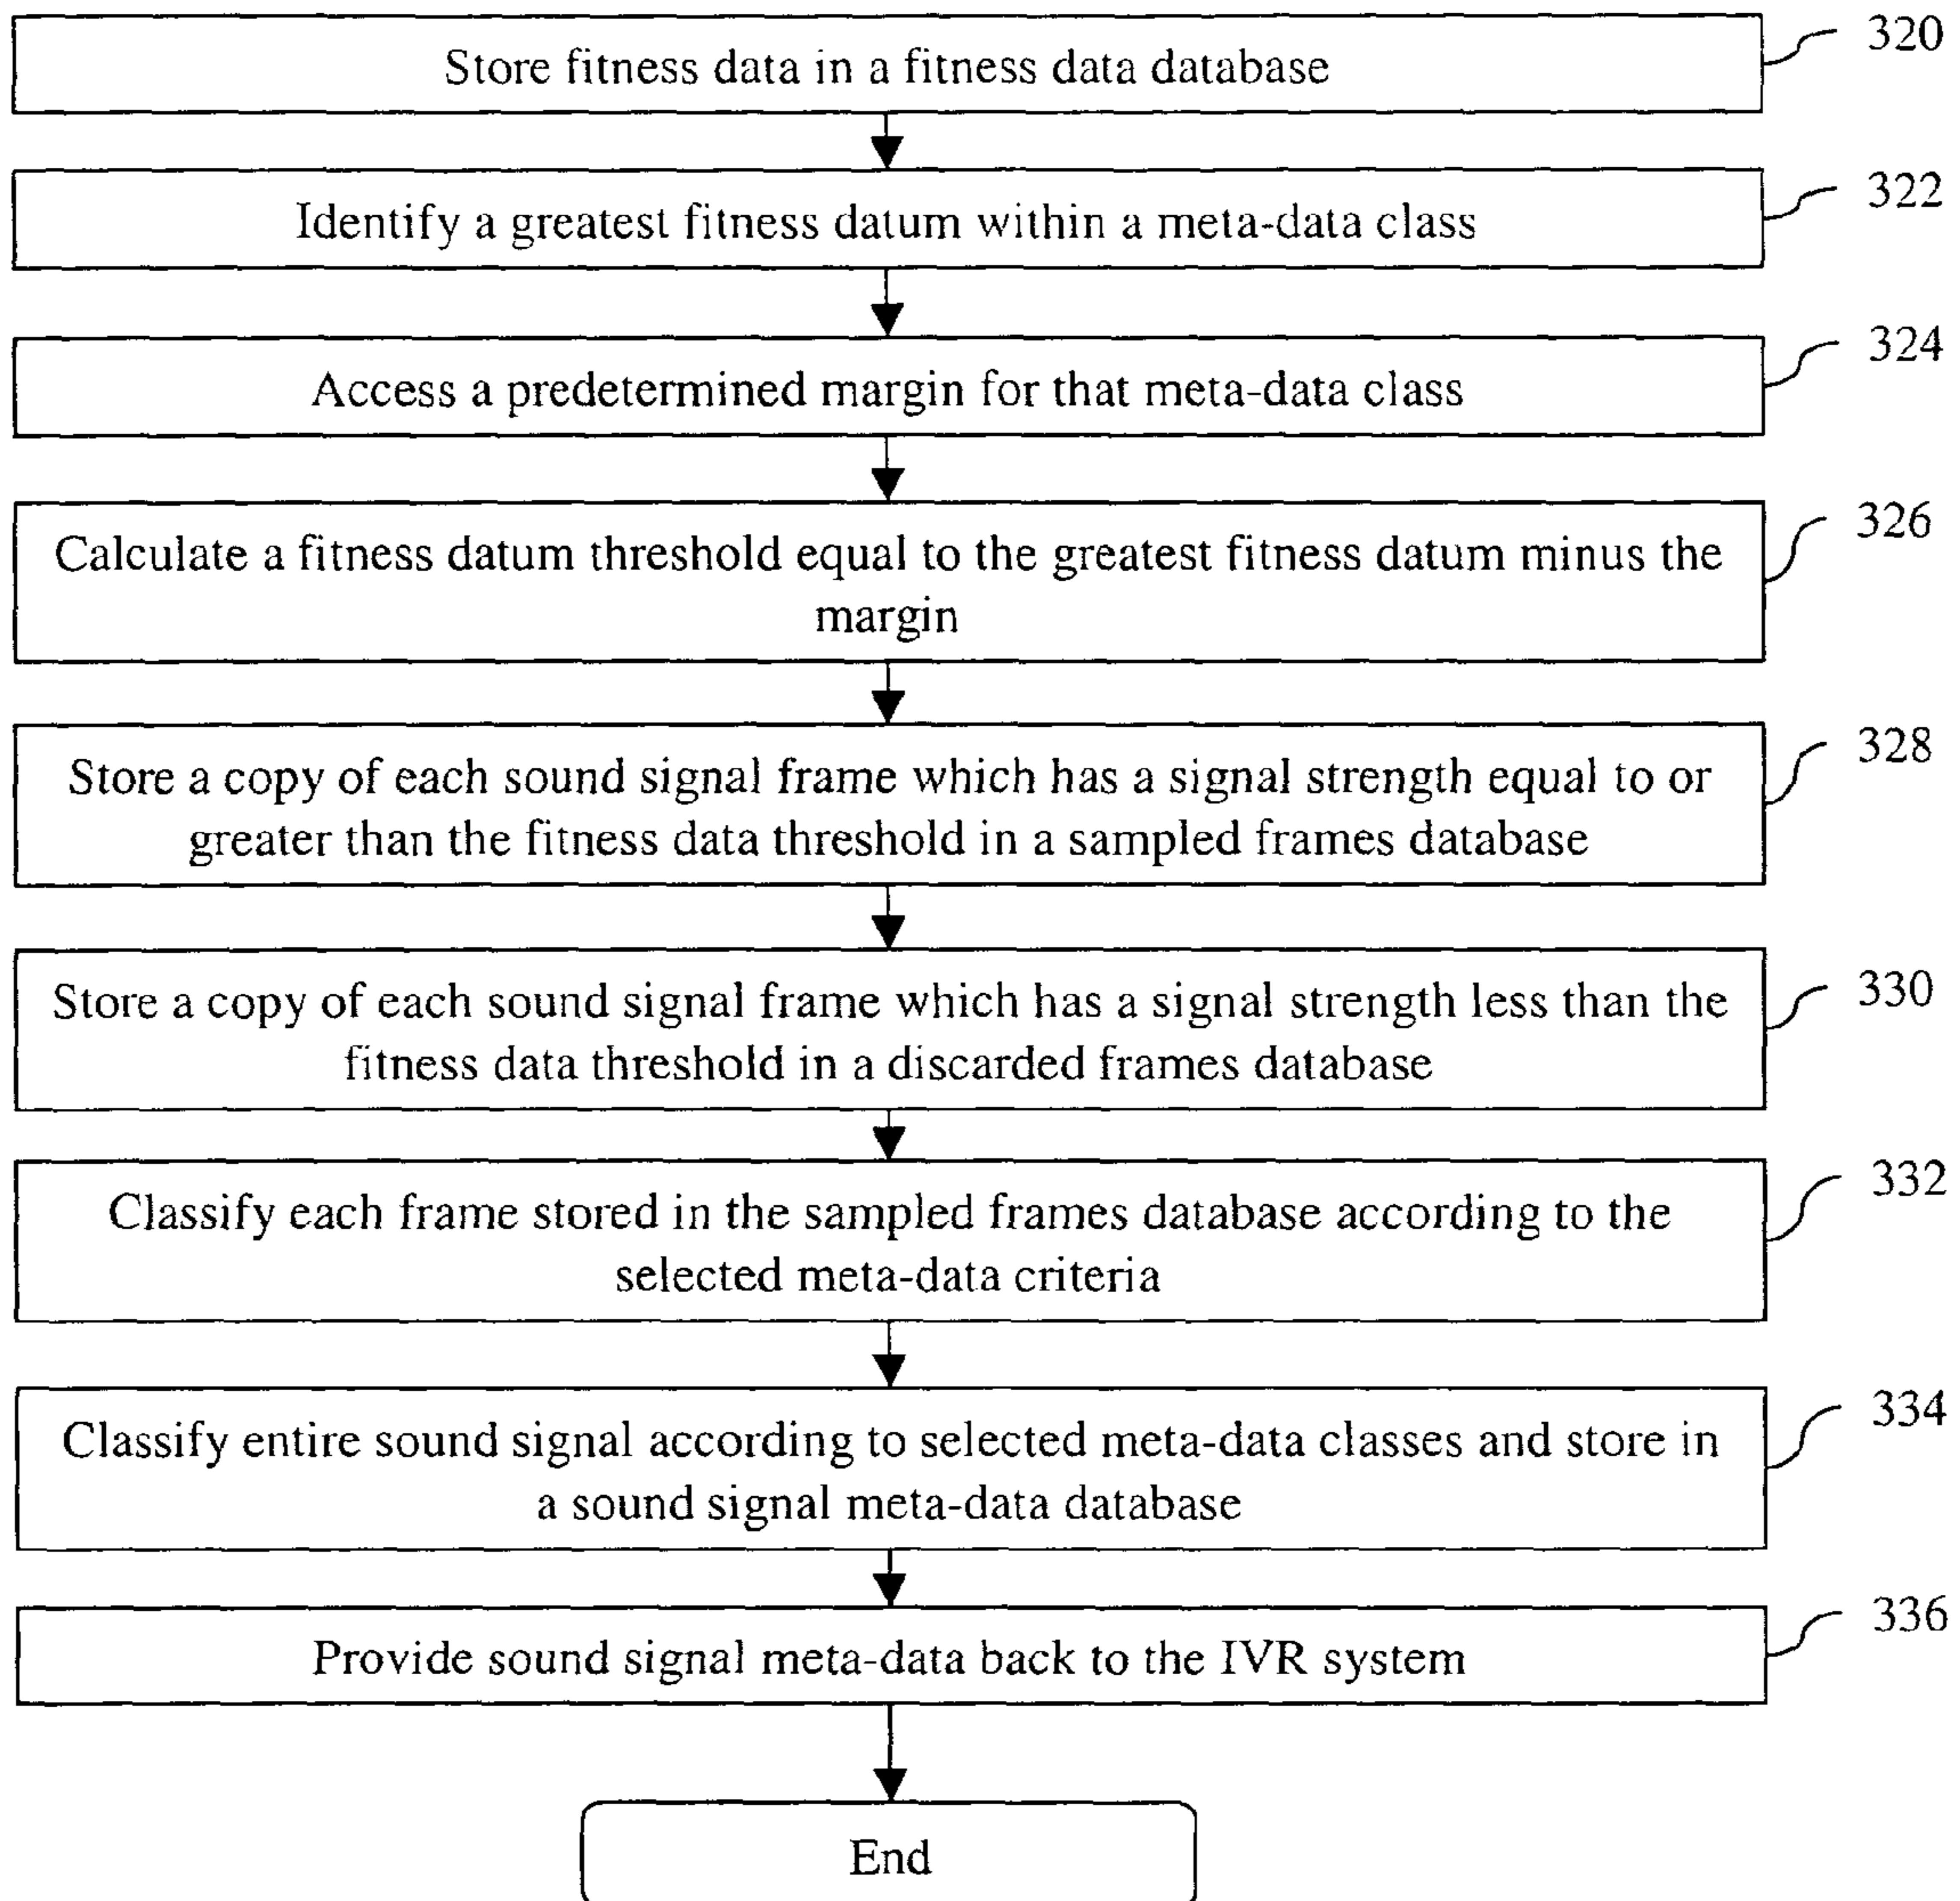 Store fitness data in a fitness data database
320
Identify a greatest fitness datum within a meta-data class
322
Access a predetermined margin for that meta-data class
324
Calculate a fitness datum threshold equal to the greatest fitness datum minus the
margin
326
Store a copy of each sound signal frame which has a signal strength equal to or
greater than the fitness data threshold in a sampled frames database
328
Store a copy of each sound signal frame which has a signal strength less than the
fitness data threshold in a discarded frames database
330
Classify each frame stored in the sampled frames database according to the
selected meta-data criteria
332
Classify entire sound signal according to selected meta-data classes and store in
a sound signal meta-data database
334
Provide sound signal meta-data back to the IVR system
336
End